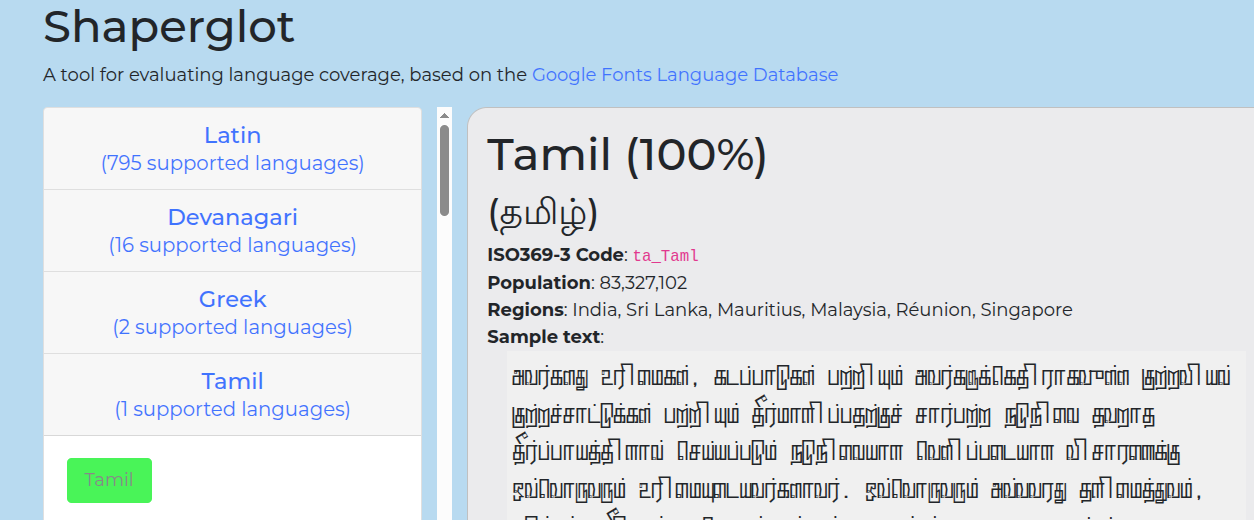 Shaperglot
A tool for evaluating language coverage, based on the Google Fonts Language Database
Latin
(795 supported languages)
Devanagari
(16 supported languages)
Greek
(2 supported languages)
Tamil
(1 supported languages)
Tamil
Tamil (100%)
(தமிழ்)
ISO369-3 Code: ta_Taml
Population: 83,327,102
Regions: India, Sri Lanka, Mauritius, Malaysia, Réunion, Singapore
Sample text:
அவர்களது உரிமைகள், கடப்பாடுகள் பற்றியும் அவர்களுக்கெதிராகவுள்ள குற்றவியல்
குற்றச்சாட்டுக்கள் பற்றியும் தீர்மானிப்பதற்குச் சார்பற்ற நடுநிலை தவறாத
தீர்ப்பாயத்தினால் செய்யப்படும் நடுநிலையான வெளிப்படையான விசாரணைக்கு
ஒவ்வொருவரும் உரிமையுடையவர்களாவர். ஒவ்வொருவரும் அவ்வவரது தனிமைத்துவம்,